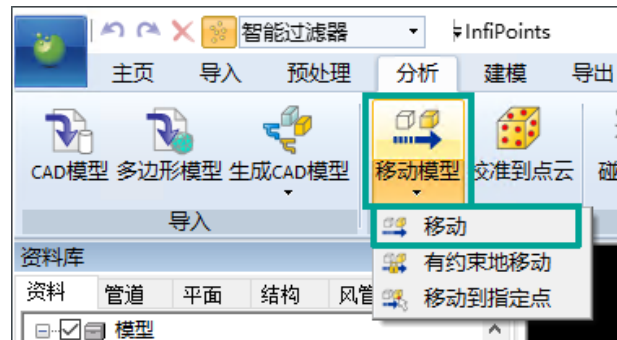 智能过滤器 InfiPoints
主页 导入 预处理 分析 建模 导出
CAD模型 多边形模型 生成CAD模型 移动模型 校准到点云
导入
移动
资料库
有约束地移动
资料 管道 平面 结构
移动到指定点
模型